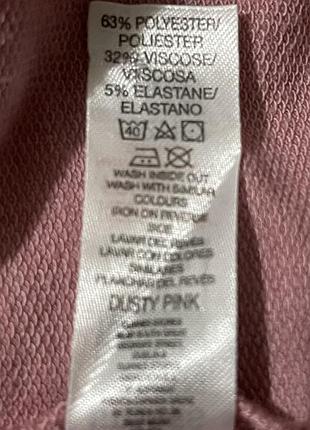 63% POLYESTER/
POLIESTER
32% VISCOSE/
VISCOSA
5% ELASTANE/
ELASTANO
40
WASH INSIDE OUT
WASH WITH SIMILAR
COLOURS
IRON ON REVERSE
SIDE
LAVAR DEL REVÉS
LAVAR CON COLORES
SIMILARES
PLANCHAR DEL REVÉS
DUSTY PINK